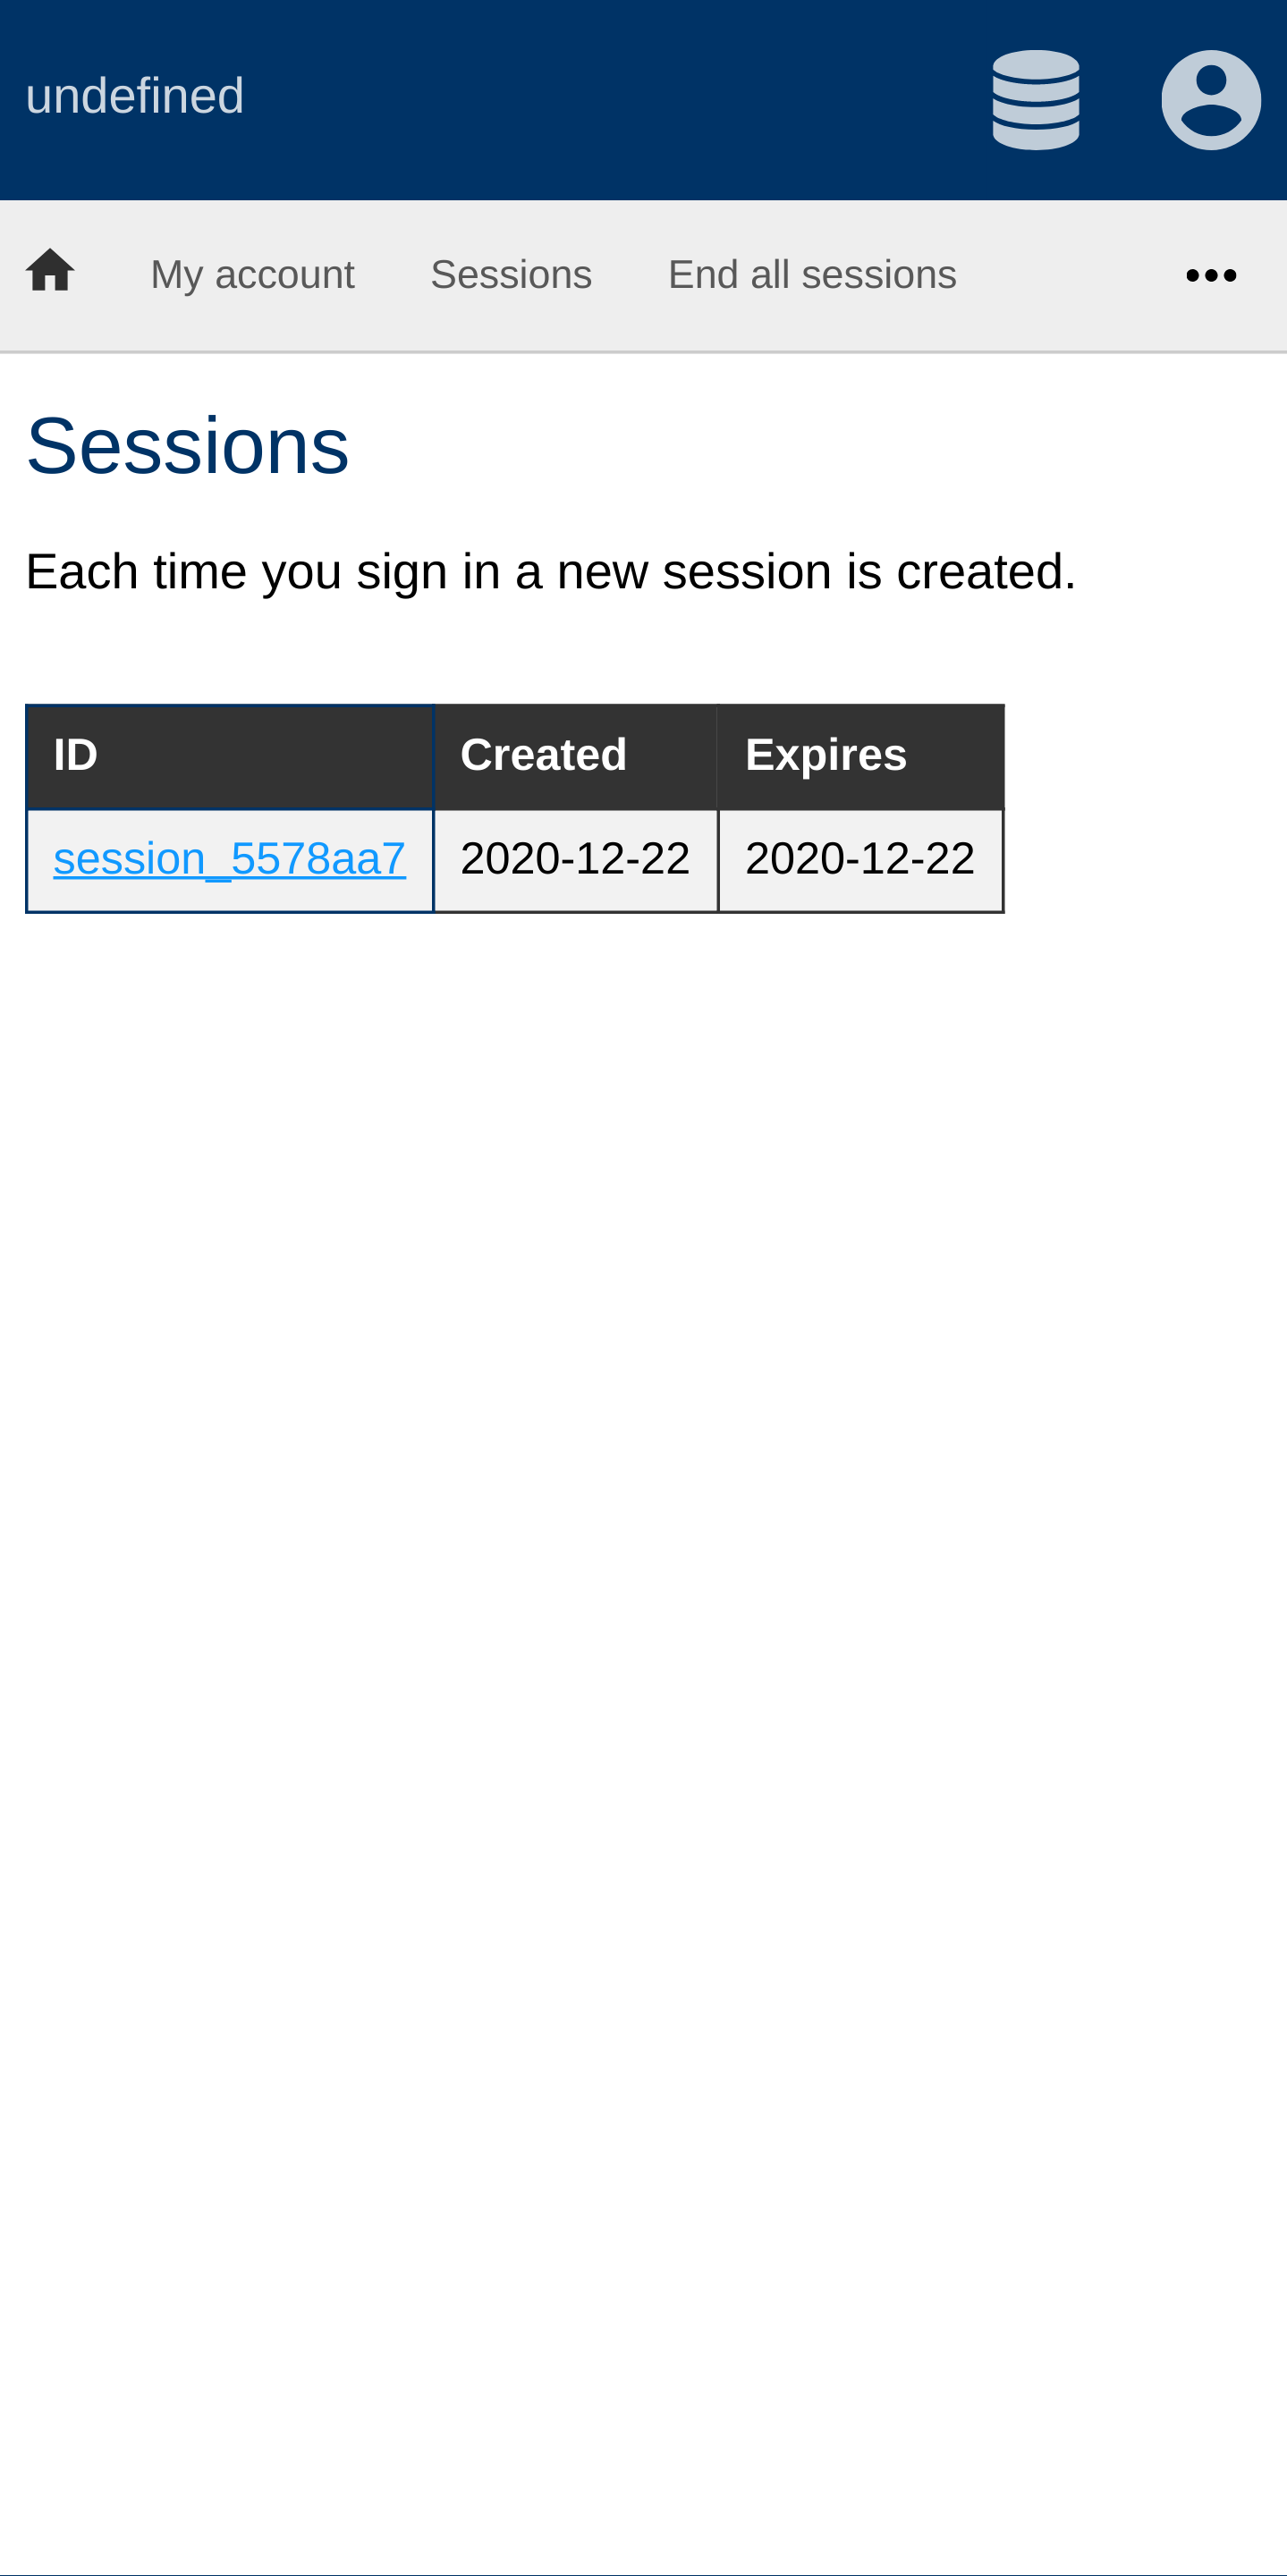 undefined
My account Sessions End all sessions
Sessions
Each time you sign in a new session is created.
ID Created Expires
session_5578aa7 2020-12-22 2020-12-22